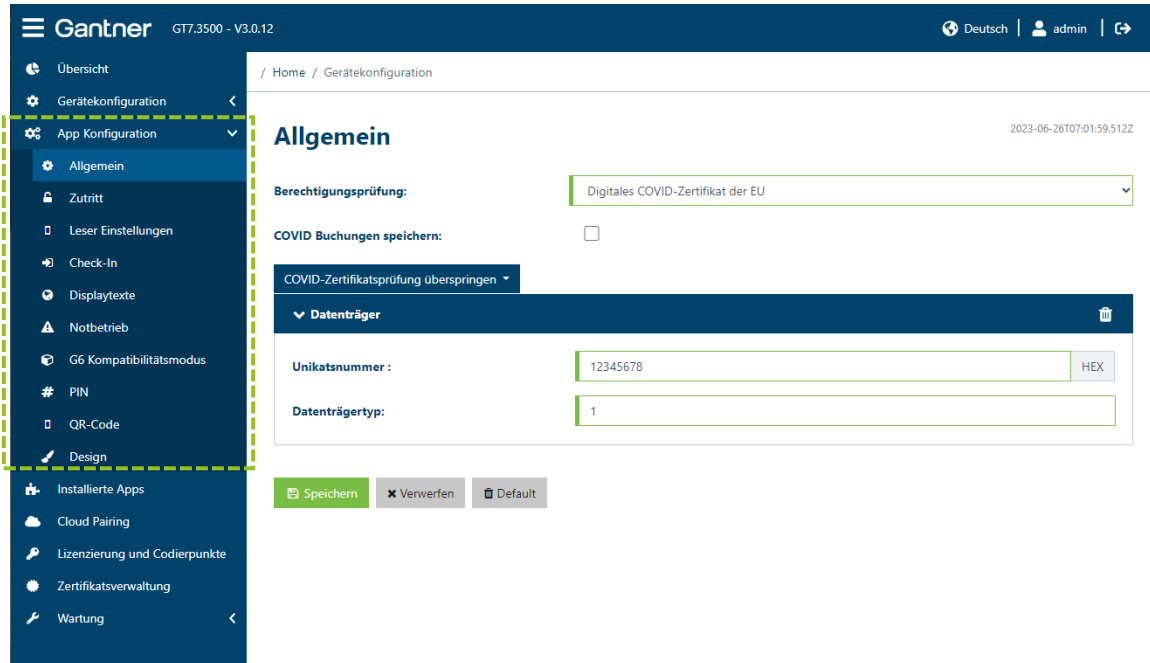 Gantner GT7.3500 - V3.0.12
Deutsch | admin |
Übersicht
Gerätekonfiguration
App Konfiguration
Allgemein
Zutritt
Leser Einstellungen
Check-In
Displaytexte
Notbetrieb
G6 Kompatibilitätsmodus
# PIN
QR-Code
Design
Installierte Apps
Cloud Pairing
Lizenzierung und Codierpunkte
Zertifikatsverwaltung
Wartung
/ Home / Gerätekonfiguration
Allgemein
2023-06-26T07:01:59.512Z
Berechtigungsprüfung: Digitales COVID-Zertifikat der EU
COVID Buchungen speichern:
COVID-Zertifikatsprüfung überspringen
Datenträger
Unikatsnummer : 12345678 HEX
Datenträgertyp: 1
Speichern Verwerfen Default